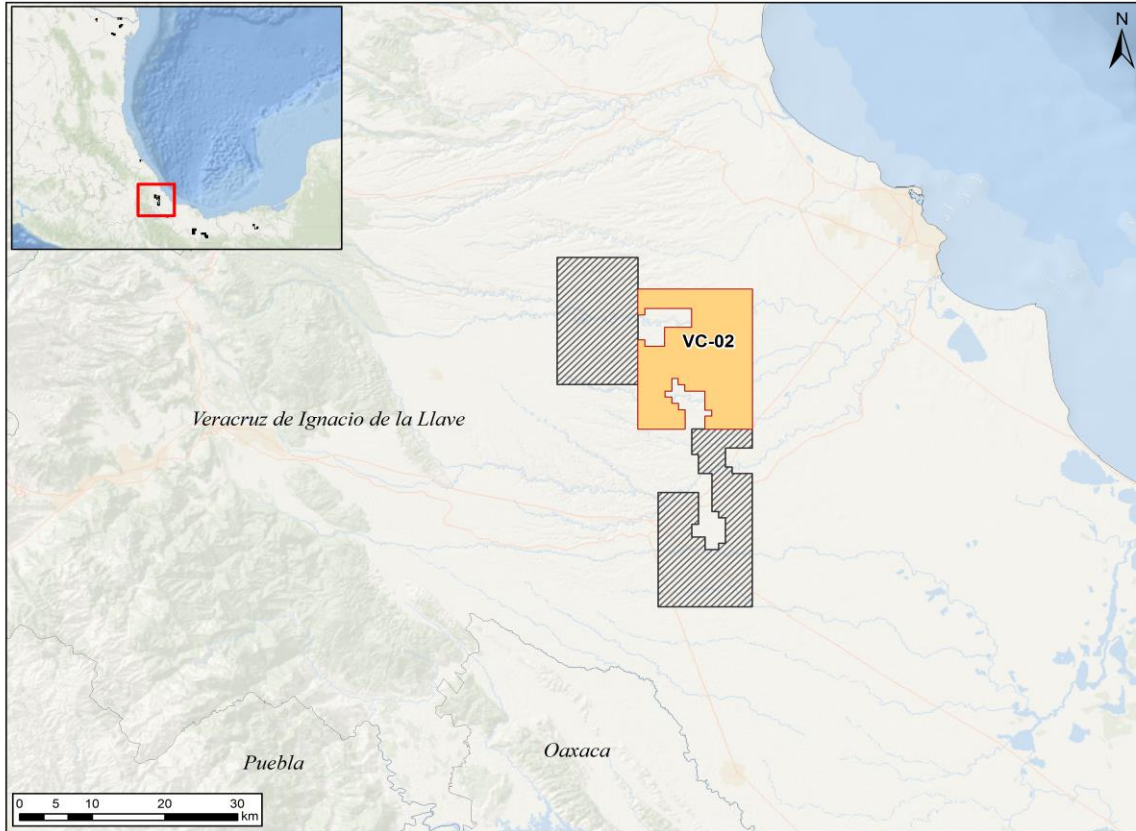 N
VC-02
Veracruz de Ignacio de la Llave
Oaxaca
Puebla
0 5 10 20 30
km